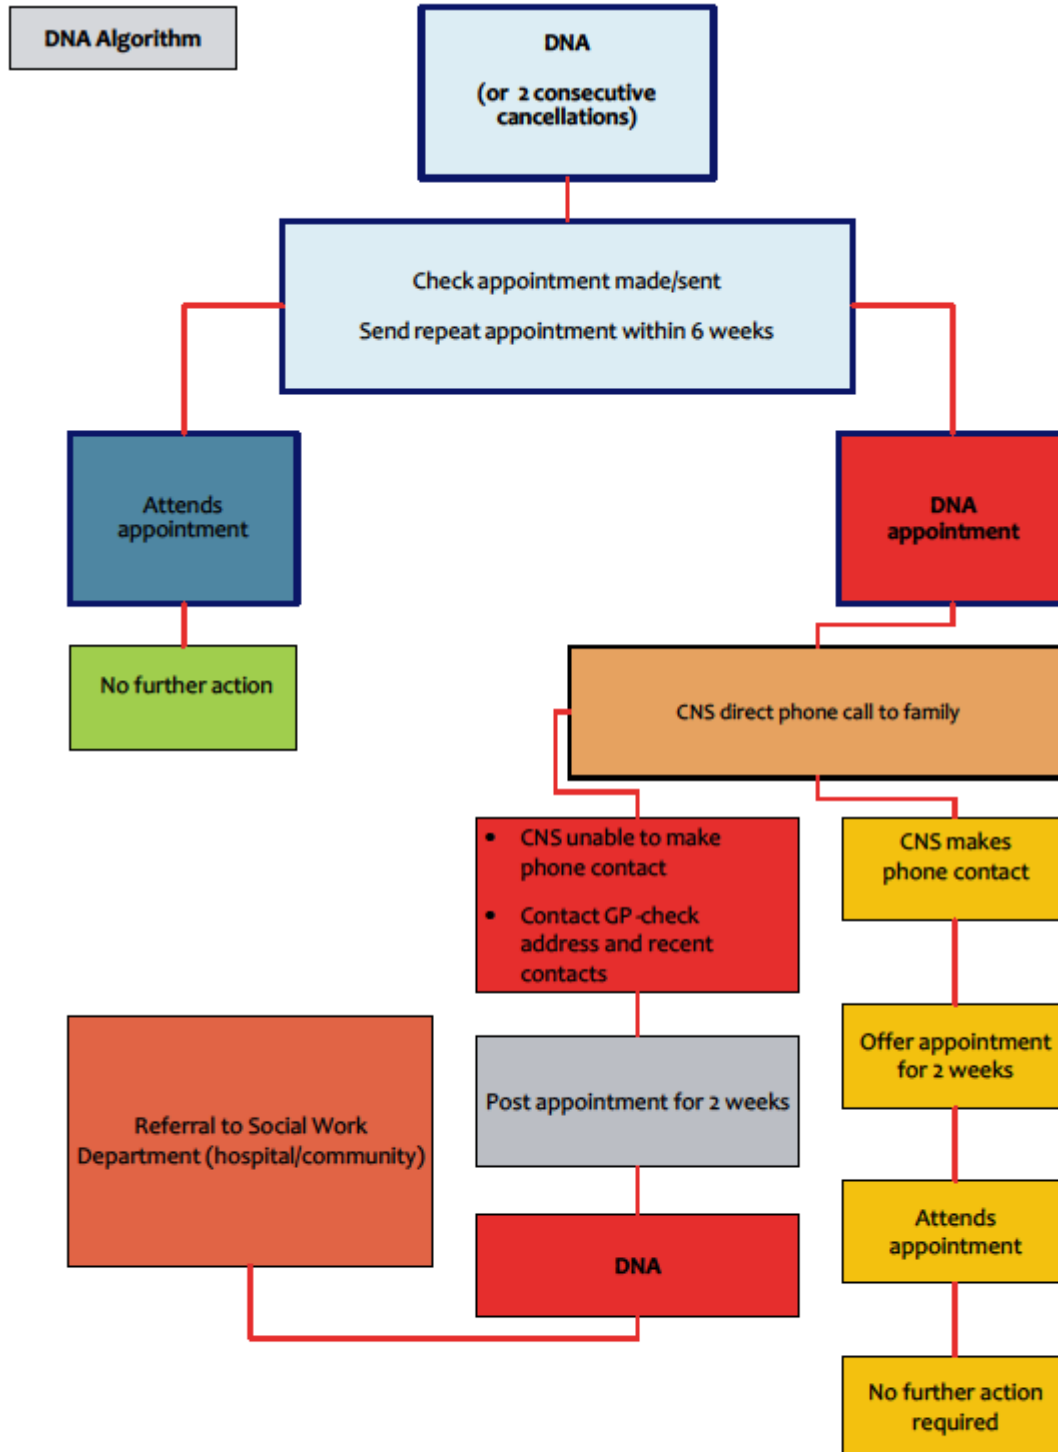 DNA Algorithm
DNA
(or 2 consecutive
cancellations)
Check appointment made/sent
Send repeat appointment within 6 weeks
Attends
appointment
DNA
appointment
No further action
CNS direct phone call to family
• CNS unable to make
phone contact
• Contact GP-check
address and recent
contacts
CNS makes
phone contact
Offer appointment
for 2 weeks
Referral to Social Work
Department (hospital/community)
Post appointment for 2 weeks
Attends
appointment
DNA
No further action
required